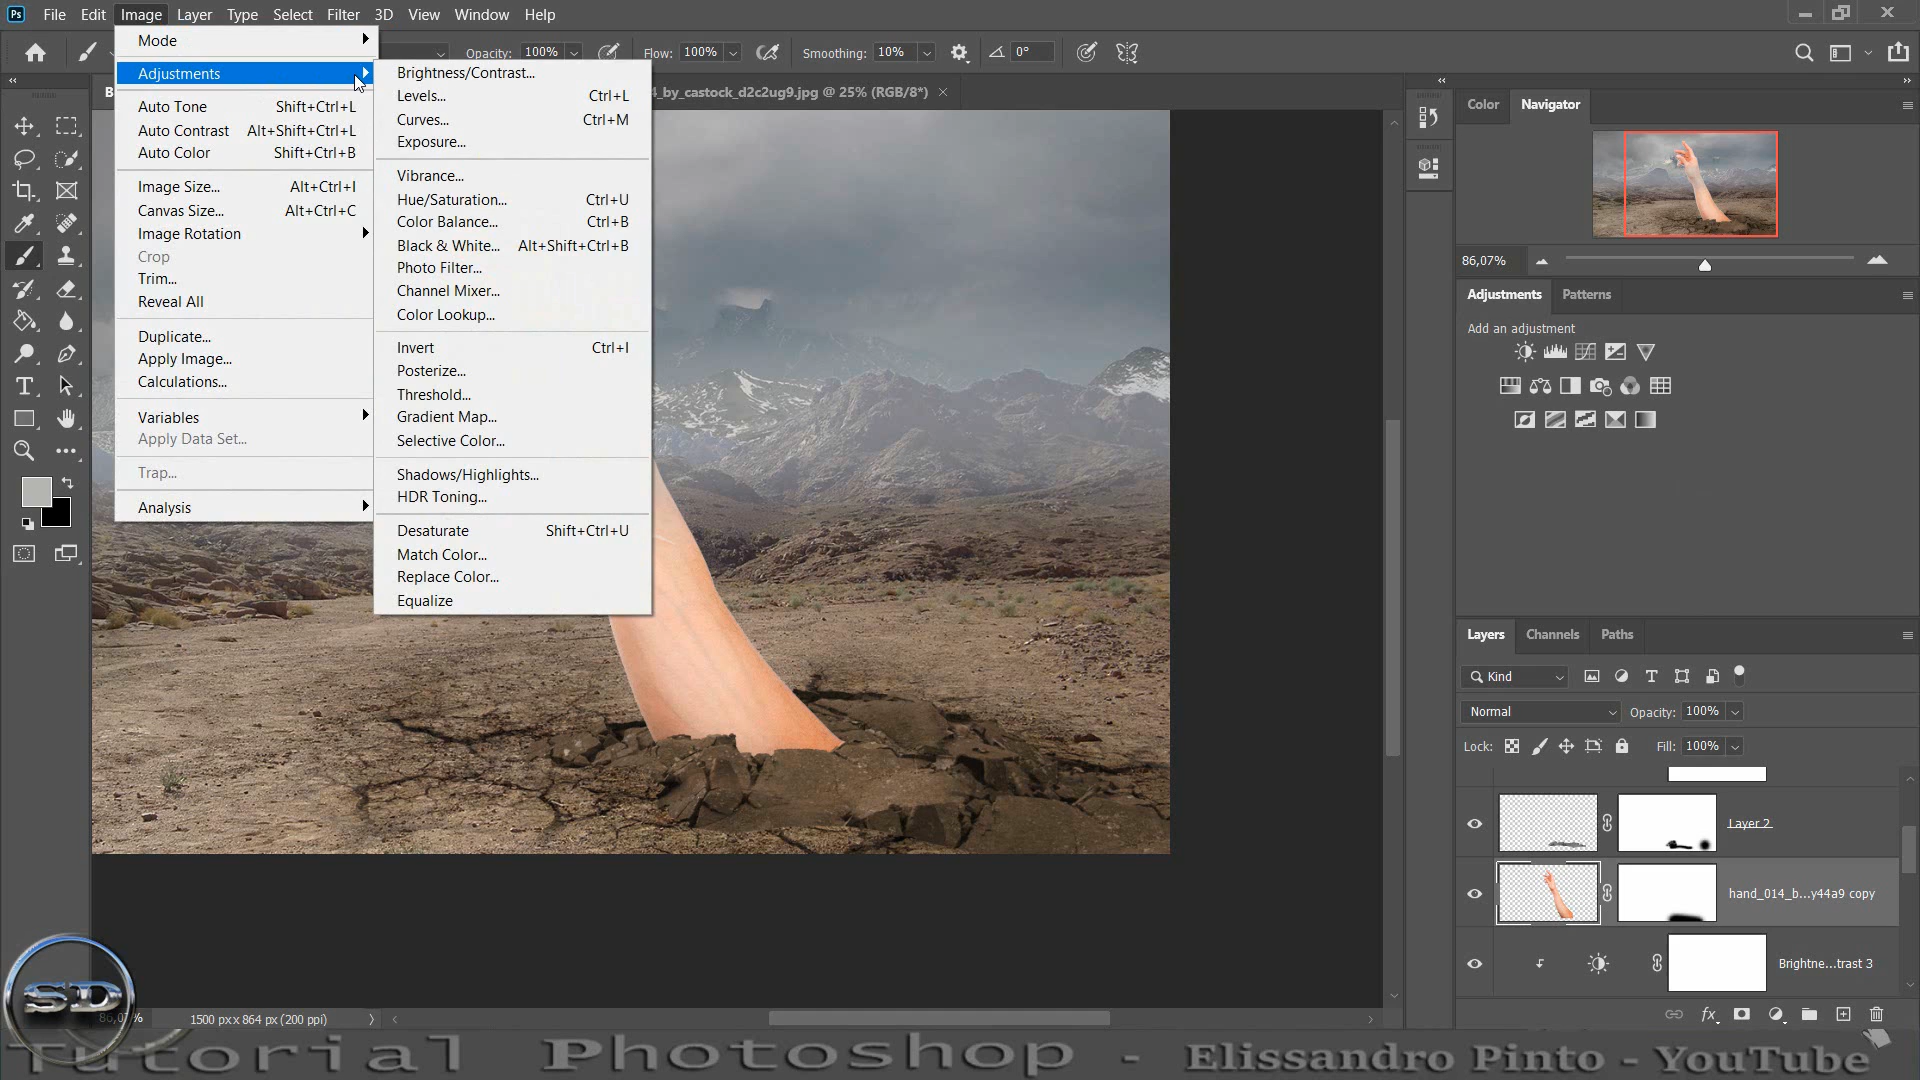 Ps File Edit Image Layer Type Select Filter 3D View Window Help
Opacity: 100% Flow: 100% Smoothing: 10% 0°
4_by_castock_d2c2ug9.jpg @ 25% (RGB/8*)
Mode
Adjustments
Auto Tone Shift+Ctrl+L
Auto Contrast Alt+Shift+Ctrl+L
Auto Color Shift+Ctrl+B
Image Size... Alt+Ctrl+I
Canvas Size... Alt+Ctrl+C
Image Rotation
Crop
Trim...
Reveal All
Duplicate...
Apply Image...
Calculations...
Variables
Apply Data Set...
Trap...
Analysis
Brightness/Contrast...
Levels... Ctrl+L
Curves... Ctrl+M
Exposure...
Vibrance...
Hue/Saturation... Ctrl+U
Color Balance... Ctrl+B
Black & White... Alt+Shift+Ctrl+B
Photo Filter...
Channel Mixer...
Color Lookup...
Invert Ctrl+I
Posterize...
Threshold...
Gradient Map...
Selective Color...
Shadows/Highlights...
HDR Toning...
Desaturate Shift+Ctrl+U
Match Color...
Replace Color...
Equalize
Color Navigator
86,07%
Adjustments Patterns
Add an adjustment
Layers Channels Paths
Kind
Normal Opacity: 100%
Lock: Fill: 100%
Layer 2
hand_014_b...y44a9 copy
Brightne...trast 3
fx
86,07% 1500 px x 864 px (200 ppi)
SD
Tutorial Photoshop - Elissandro Pinto - YouTube